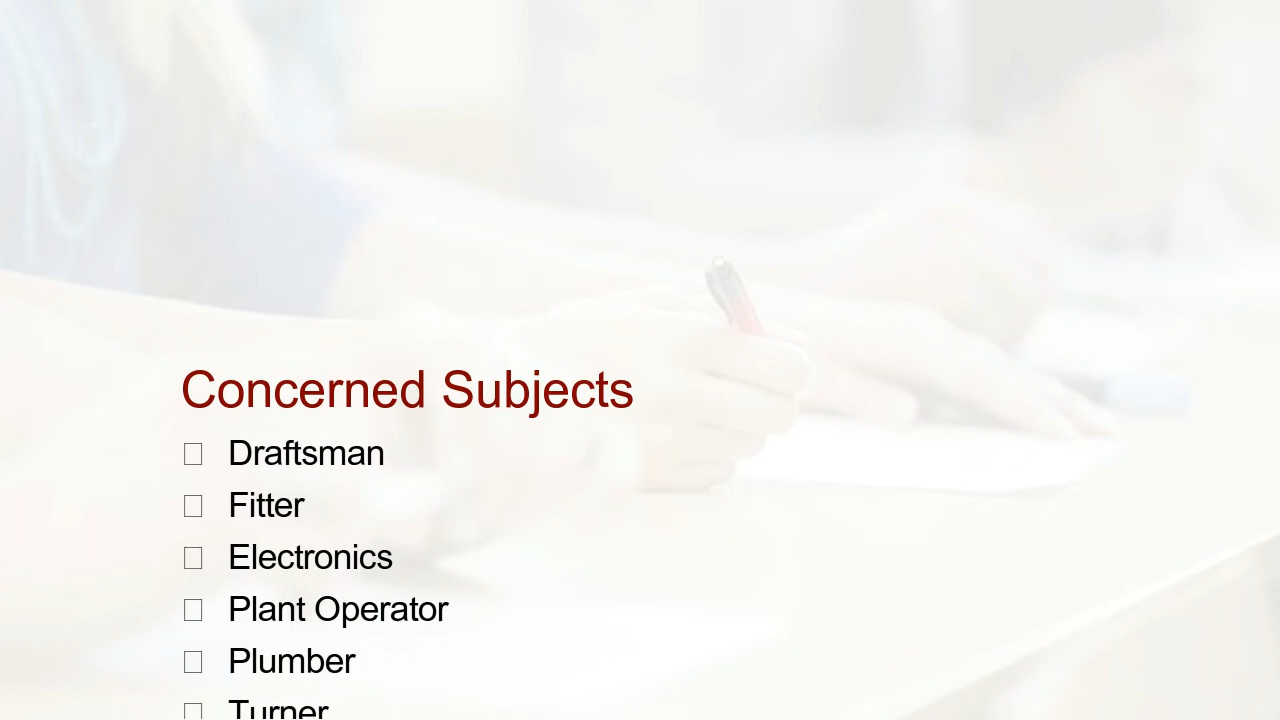 Concerned Subjects
Draftsman
Fitter
Electronics
Plant Operator
Plumber
Turner